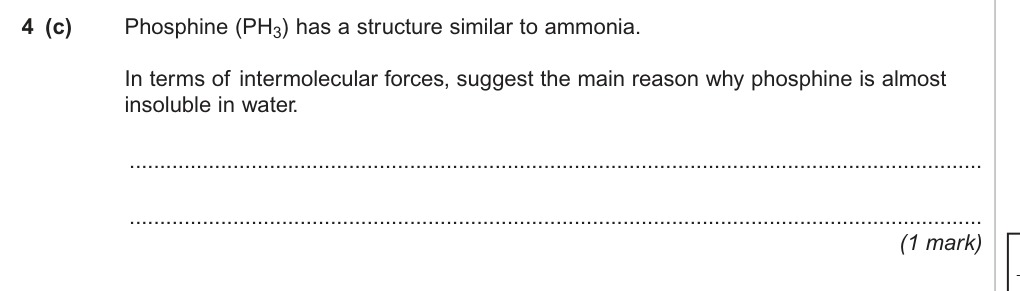 4 (c) Phosphine (PH₃) has a structure similar to ammonia.
In terms of intermolecular forces, suggest the main reason why phosphine is almost
insoluble in water.
................................................................................................................................................
................................................................................................................................................
(1 mark)